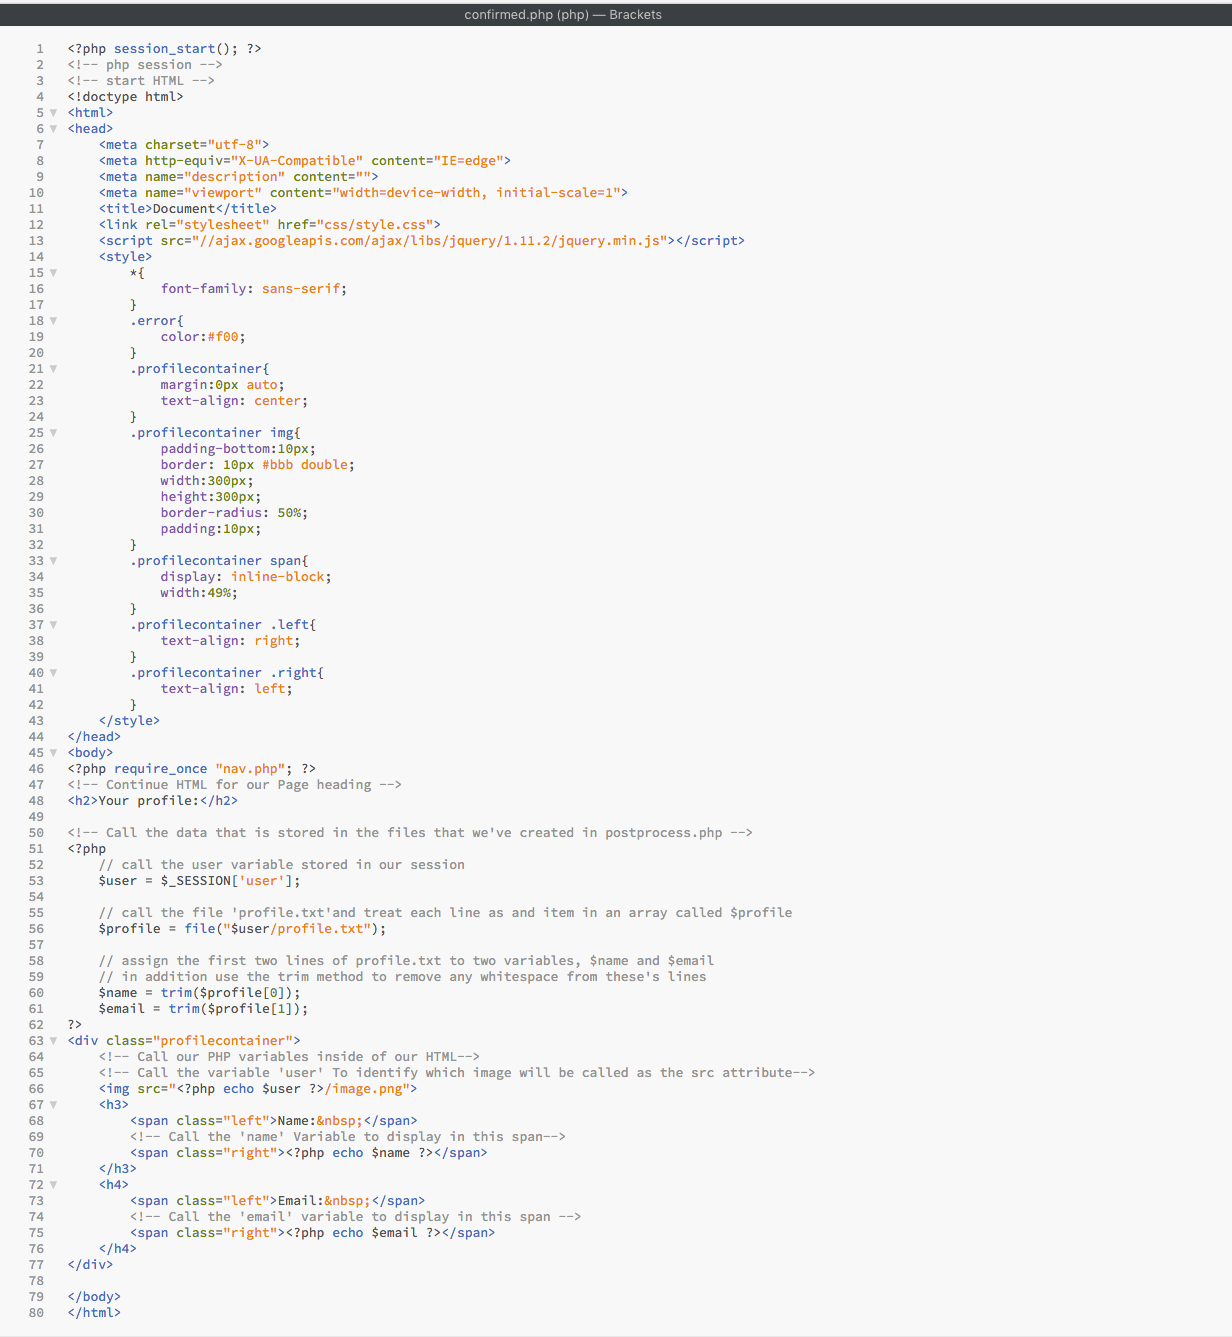 confirmed.php (php) — Brackets
1 <?php session_start(); ?>
2 <!-- php session -->
3 <!-- start HTML -->
4 <!doctype html>
5 <html>
6 <head>
7     <meta charset="utf-8">
8     <meta http-equiv="X-UA-Compatible" content="IE=edge">
9     <meta name="description" content="">
10     <meta name="viewport" content="width=device-width, initial-scale=1">
11     <title>Document</title>
12     <link rel="stylesheet" href="css/style.css">
13     <script src="//ajax.googleapis.com/ajax/libs/jquery/1.11.2/jquery.min.js"></script>
14     <style>
15         *{
16             font-family: sans-serif;
17         }
18         .error{
19             color:#f00;
20         }
21         .profilecontainer{
22             margin:0px auto;
23             text-align: center;
24         }
25         .profilecontainer img{
26             padding-bottom:10px;
27             border: 10px #bbb double;
28             width:300px;
29             height:300px;
30             border-radius: 50%;
31             padding:10px;
32         }
33         .profilecontainer span{
34             display: inline-block;
35             width:49%;
36         }
37         .profilecontainer .left{
38             text-align: right;
39         }
40         .profilecontainer .right{
41             text-align: left;
42         }
43     </style>
44 </head>
45 <body>
46 <?php require_once "nav.php"; ?>
47 <!-- Continue HTML for our Page heading -->
48 <h2>Your profile:</h2>
49
50 <!-- Call the data that is stored in the files that we've created in postprocess.php -->
51 <?php
52     // call the user variable stored in our session
53     $user = $_SESSION['user'];
54
55     // call the file 'profile.txt'and treat each line as and item in an array called $profile
56     $profile = file("$user/profile.txt");
57
58     // assign the first two lines of profile.txt to two variables, $name and $email
59     // in addition use the trim method to remove any whitespace from these's lines
60     $name = trim($profile[0]);
61     $email = trim($profile[1]);
62 ?>
63 <div class="profilecontainer">
64     <!-- Call our PHP variables inside of our HTML-->
65     <!-- Call the variable 'user' To identify which image will be called as the src attribute-->
66     <img src="<?php echo $user ?>/image.png">
67     <h3>
68         <span class="left">Name:&nbsp;</span>
69         <!-- Call the 'name' Variable to display in this span-->
70         <span class="right"><?php echo $name ?></span>
71     </h3>
72     <h4>
73         <span class="left">Email:&nbsp;</span>
74         <!-- Call the 'email' variable to display in this span -->
75         <span class="right"><?php echo $email ?></span>
76     </h4>
77 </div>
78
79 </body>
80 </html>